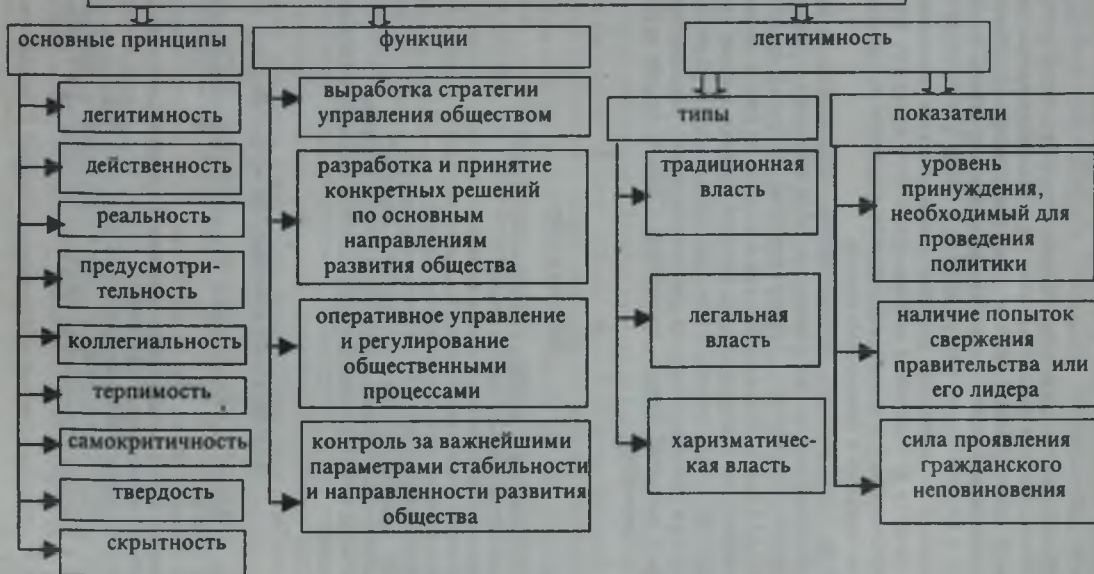 основные принципы
легитимность
действенность
реальность
предусмотри-
тельность
коллегиальность
терпимость
самокритичность
твердость
скрытность
функции
выработка стратегии
управления обществом
разработка и принятие
конкретных решений
по основным
направлениям
развития общества
оперативное управление
и регулирование
общественными
процессами
контроль за важнейшими
параметрами стабильности
и направленности развития
общества
легитимность
типы
традиционная
власть
легальная
власть
харизматичес-
кая власть
показатели
уровень
принуждения,
необходимый для
проведения
политики
наличие попыток
свержения
правительства или
его лидера
сила проявления
гражданского
неповиновения